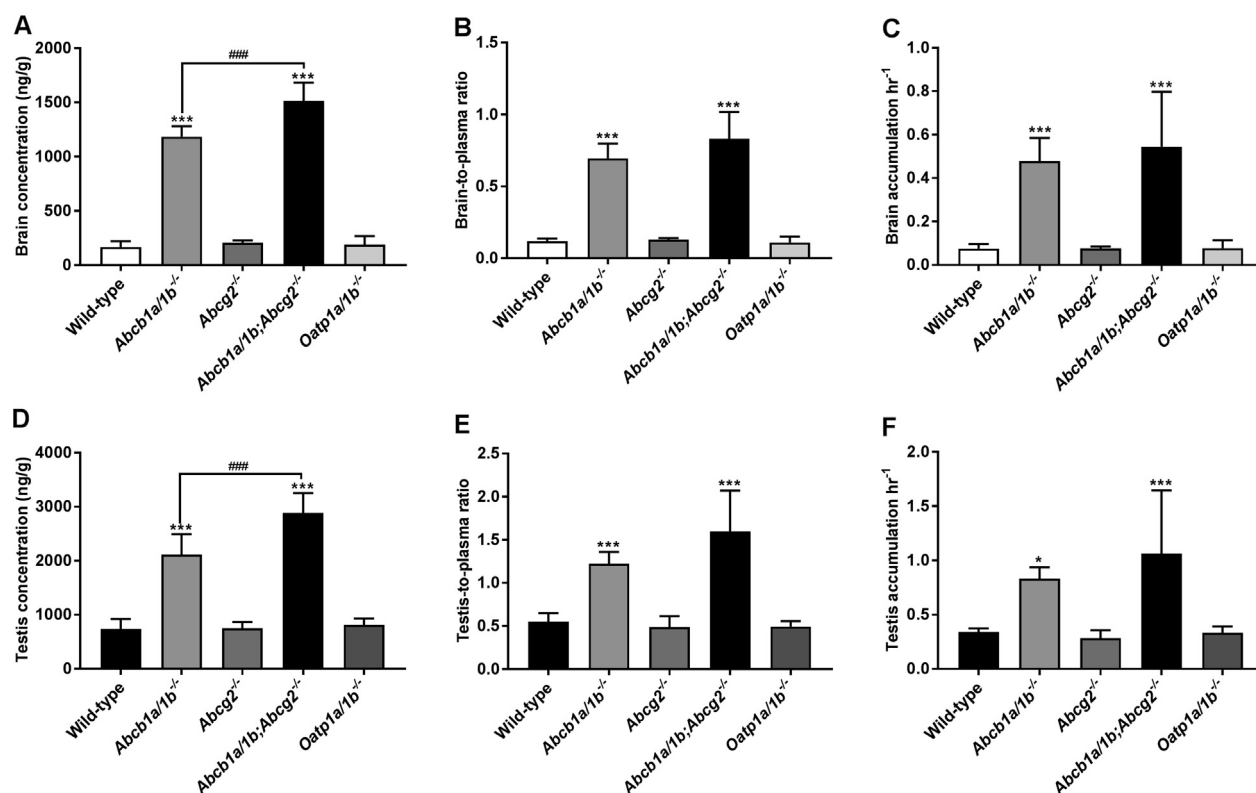 A
Brain concentration (ng/g)
2000
1500
1000
500
0
***
###
***
Wild-type
Abcb1a/1b-/-
Abcg2-/-
Abcb1a/1b;Abcg2-/-
Oatp1a/1b-/-
B
Brain-to-plasma ratio
1.5
1.0
0.5
0.0
***
***
Wild-type
Abcb1a/1b-/-
Abcg2-/-
Abcb1a/1b;Abcg2-/-
Oatp1a/1b-/-
C
Brain accumulation hr-1
1.0
0.8
0.6
0.4
0.2
0.0
***
***
Wild-type
Abcb1a/1b-/-
Abcg2-/-
Abcb1a/1b;Abcg2-/-
Oatp1a/1b-/-
D
Testis concentration (ng/g)
4000
3000
2000
1000
0
***
###
***
Wild-type
Abcb1a/1b-/-
Abcg2-/-
Abcb1a/1b;Abcg2-/-
Oatp1a/1b-/-
E
Testis-to-plasma ratio
2.5
2.0
1.5
1.0
0.5
0.0
***
***
Wild-type
Abcb1a/1b-/-
Abcg2-/-
Abcb1a/1b;Abcg2-/-
Oatp1a/1b-/-
F
Testis accumulation hr-1
2.0
1.5
1.0
0.5
0.0
*
***
Wild-type
Abcb1a/1b-/-
Abcg2-/-
Abcb1a/1b;Abcg2-/-
Oatp1a/1b-/-